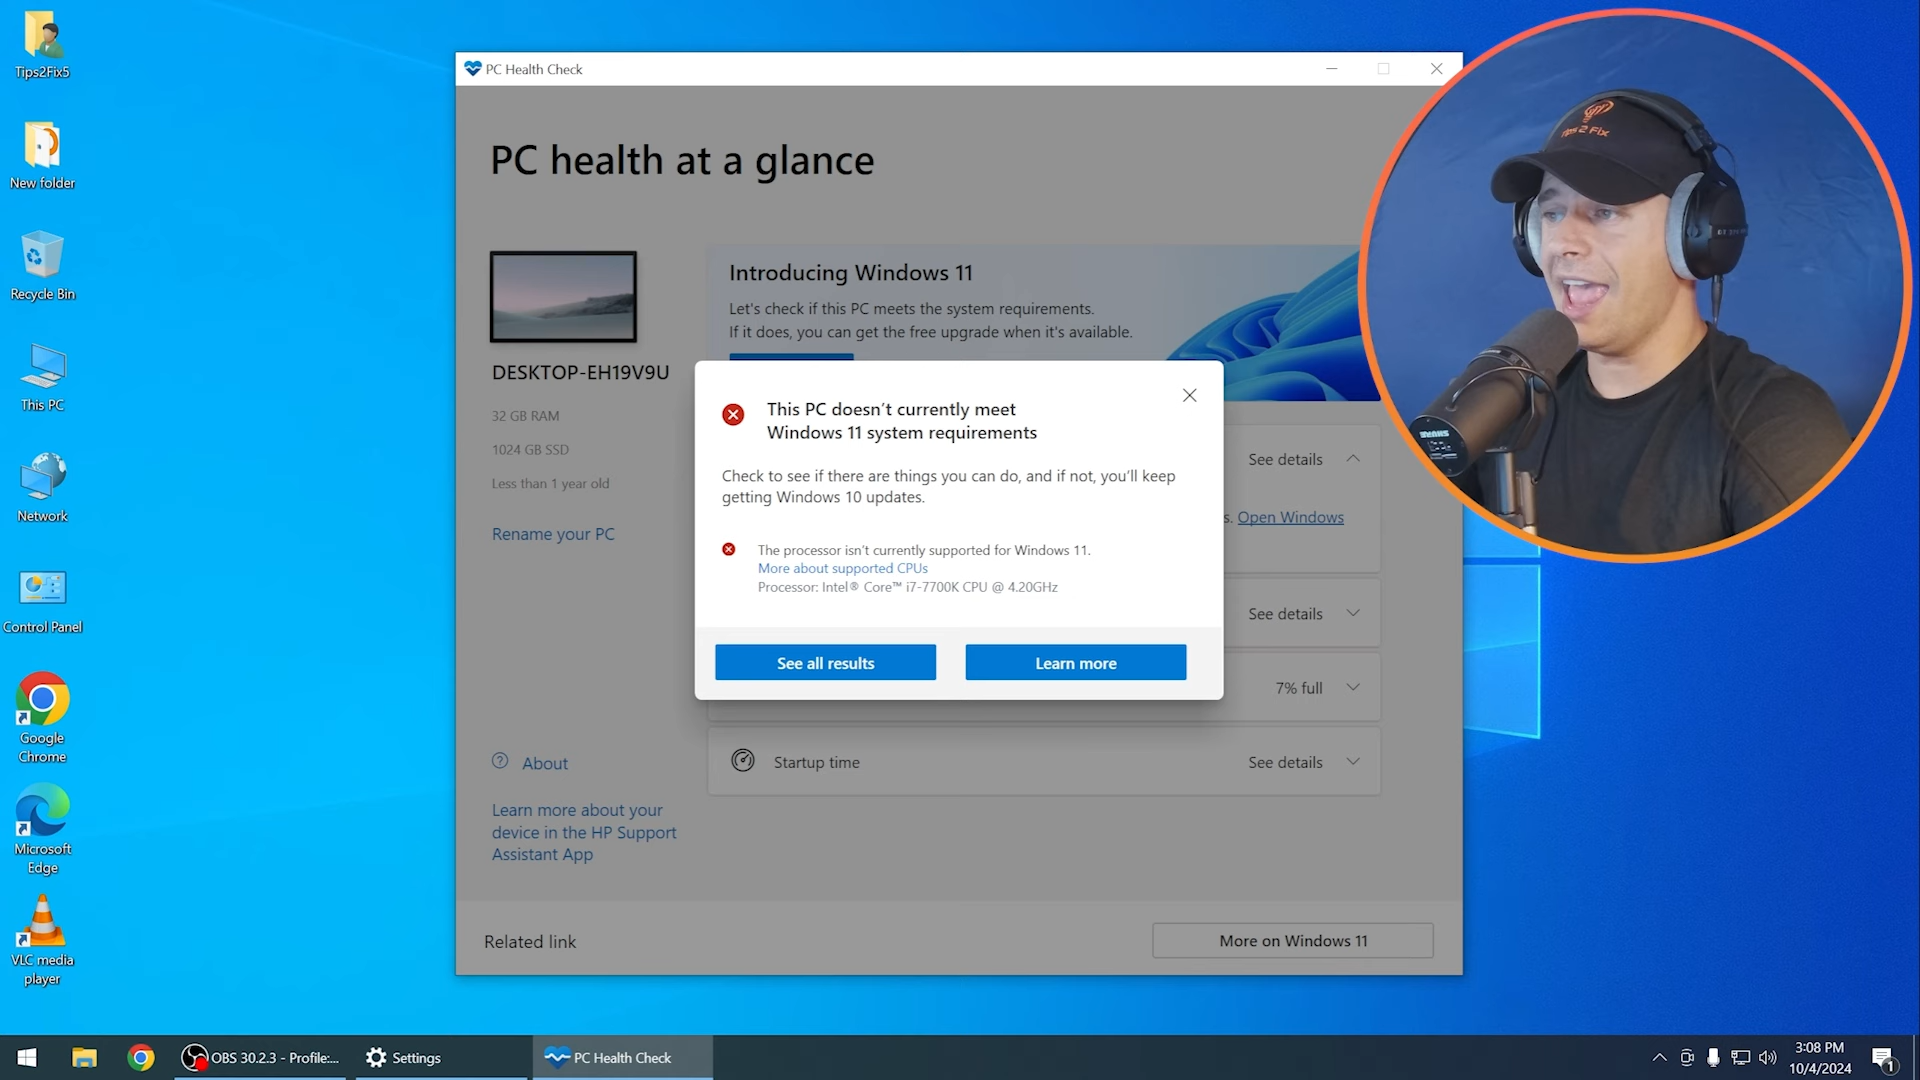 Tips2Fix5
New folder
Recycle Bin
This PC
Network
Control Panel
Google
Chrome
Microsoft
Edge
VLC media
player
PC Health Check
PC health at a glance
DESKTOP-EH19V9U
32 GB RAM
1024 GB SSD
Less than 1 year old
Rename your PC
About
Learn more about your
device in the HP Support
Assistant App
Introducing Windows 11
Let's check if this PC meets the system requirements.
If it does, you can get the free upgrade when it's available.
This PC doesn't currently meet
Windows 11 system requirements
Check to see if there are things you can do, and if not, you'll keep
getting Windows 10 updates.
The processor isn't currently supported for Windows 11.
More about supported CPUs
Processor: Intel® Core™ i7-7700K CPU @ 4.20GHz
See all results
Learn more
See details
s. Open Windows
See details
7% full
Startup time
See details
Related link
More on Windows 11
Tips 2 Fix
OBS 30.2.3 - Profile:...
Settings
PC Health Check
3:08 PM
10/4/2024
1